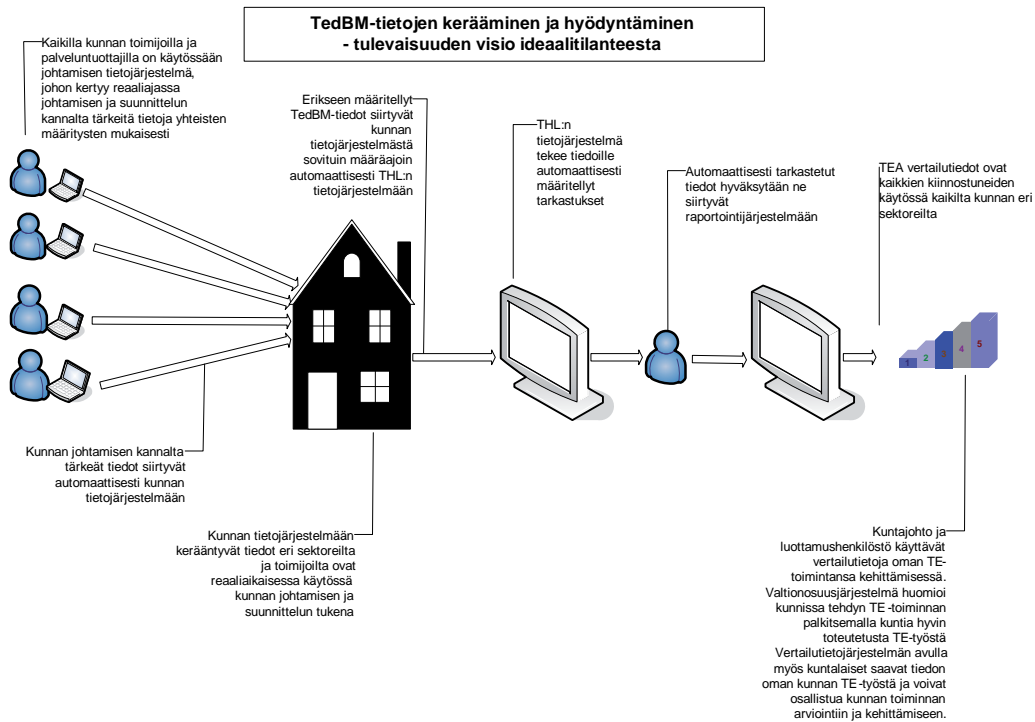 TedBM-tietojen kerääminen ja hyödyntäminen
- tulevaisuuden visio ideaalitilanteesta
Kaikilla kunnan toimijoilla ja
palveluntuottajilla on käytössään
johtamisen tietojärjestelmä,
johon kertyy reaaliajassa
johtamisen ja suunnittelun
kannalta tärkeitä tietoja yhteisten
määritysten mukaisesti
Erikseen määritellyt
TedBM-tiedot siirtyvät
kunnan
tietojärjestelmästä
sovituin määräajoin
automaattisesti THL:n
tietojärjestelmään
THL:n
tietojärjestelmä
tekee tiedoille
automaattisesti
määritellyt
tarkastukset
Automaattisesti tarkastetut
tiedot hyväksytään ne
siirtyvät
raportointijärjestelmään
TEA vertailutiedot ovat
kaikkien kiinnostuneiden
käytössä kaikilta kunnan eri
sektoreilta
1 2 3 4 5
Kunnan johtamisen kannalta
tärkeät tiedot siirtyvät
automaattisesti kunnan
tietojärjestelmään
Kunnan tietojärjestelmään
kerääntyvät tiedot eri sektoreilta
ja toimijoilta ovat
reaaliaikaisessa käytössä
kunnan johtamisen ja
suunnittelun tukena
Kuntajohto ja
luottamushenkilöstö käyttävät
vertailutietoja oman TE-
toimintansa kehittämisessä.
Valtionosuusjärjestelmä huomioi
kunnissa tehdyn TE -toiminnan
palkitsemalla kuntia hyvin
toteutetusta TE-työstä
Vertailutietojärjestelmän avulla
myös kuntalaiset saavat tiedon
oman kunnan TE -työstä ja voivat
osallistua kunnan toiminnan
arviointiin ja kehittämiseen.